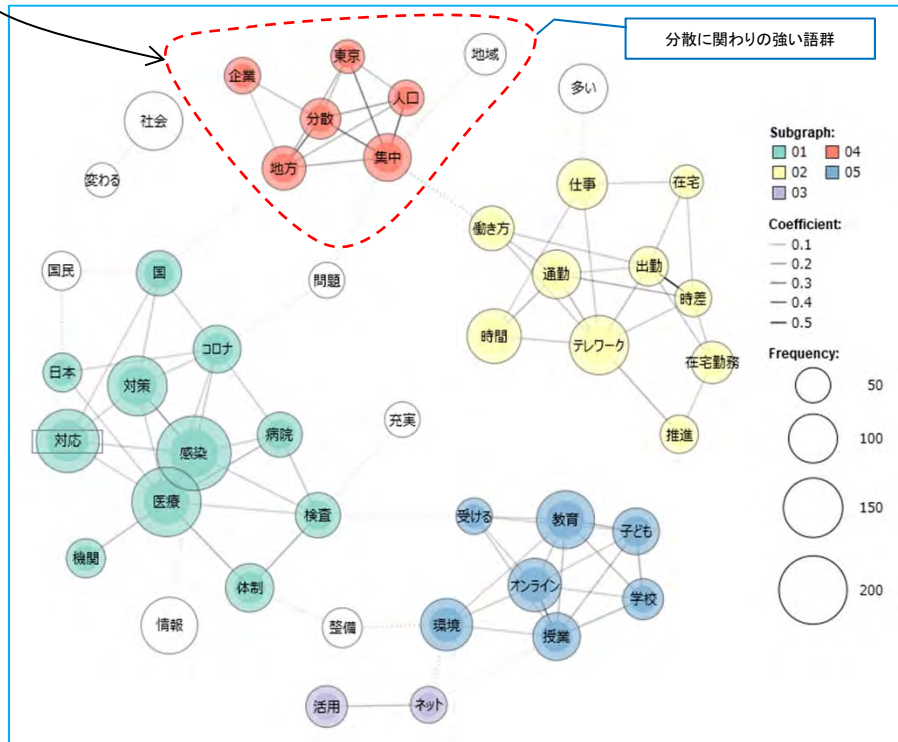 分散に関わりの強い語群
東京
地域
企業
人口
多い
社会
分散
集中
地方
変わる
仕事
在宅
働き方
国民
国
問題
通勤
出勤
時差
時間
テレワーク
在宅勤務
コロナ
日本
対策
推進
対応
感染
病院
充実
医療
検査
受ける
教育
子ども
機関
体制
オンライン
学校
情報
整備
環境
授業
活用
ネット
Subgraph:
01 04
02 05
03
Coefficient:
0.1
0.2
0.3
0.4
0.5
Frequency:
50
100
150
200